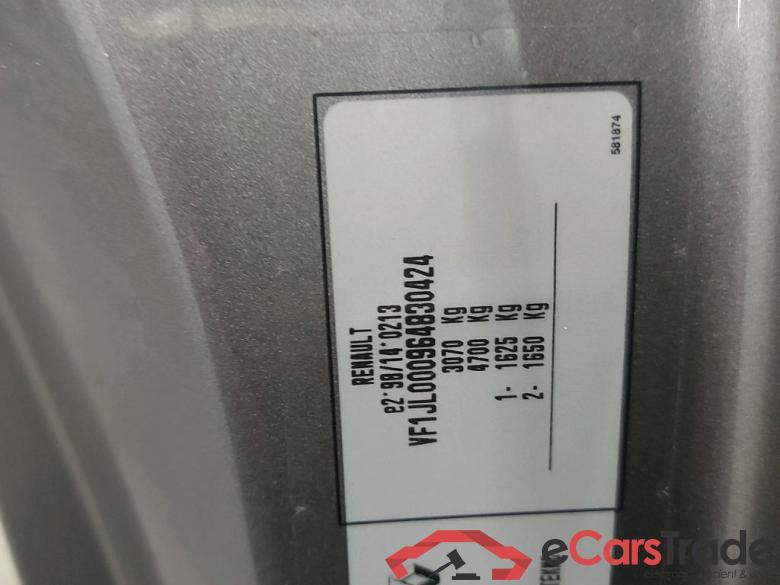 RENAULT
e2*98/14*0213
VF1JL000964830424
3070 Kg
4700 Kg
1- 1625 Kg
2- 1650 Kg
581874
eCarsTrade